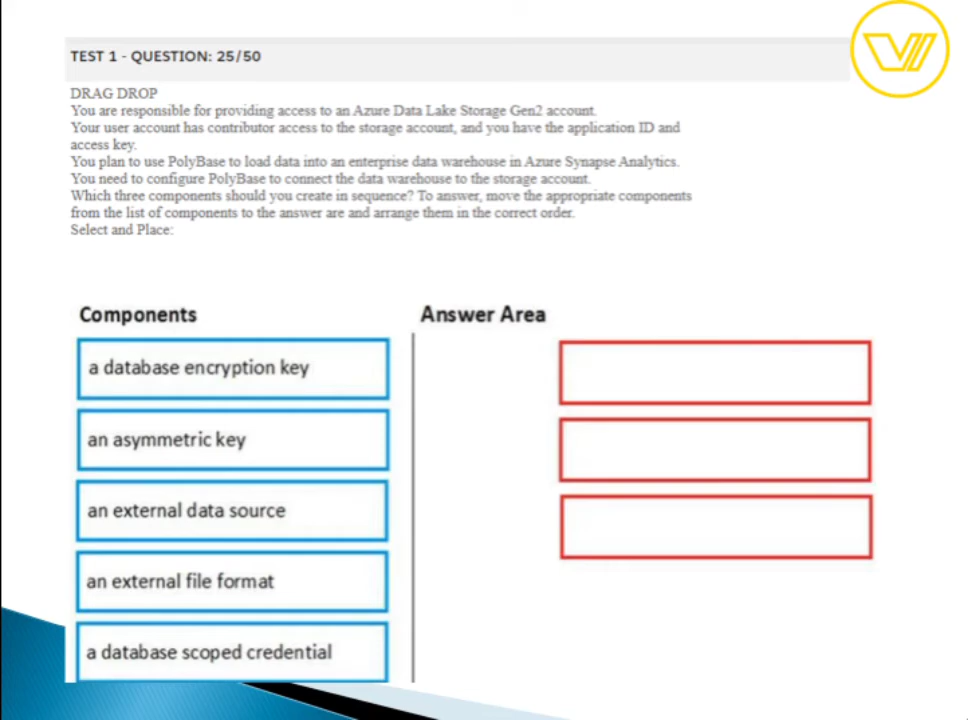 TEST 1 - QUESTION: 25/50
DRAG DROP
You are responsible for providing access to an Azure Data Lake Storage Gen2 account.
Your user account has contributor access to the storage account, and you have the application ID and
access key.
You plan to use PolyBase to load data into an enterprise data warehouse in Azure Synapse Analytics.
You need to configure PolyBase to connect the data warehouse to the storage account.
Which three components should you create in sequence? To answer, move the appropriate components
from the list of components to the answer are and arrange them in the correct order.
Select and Place:
Components
Answer Area
a database encryption key
an asymmetric key
an external data source
an external file format
a database scoped credential